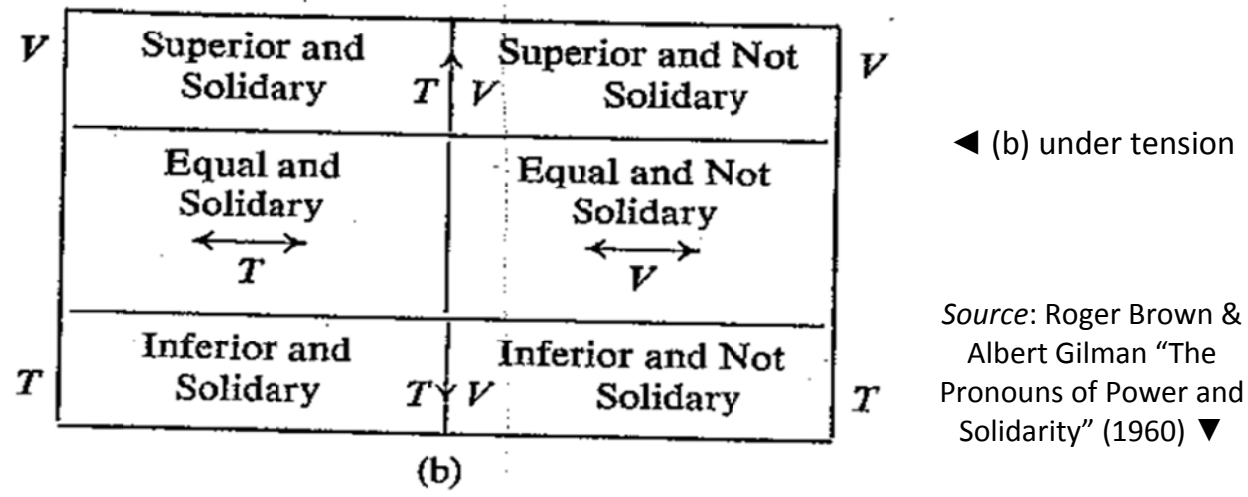 V
Superior and
Solidary
T V
Superior and Not
Solidary
V
Equal and
Solidary
T
Equal and Not
Solidary
V
T
Inferior and
Solidary
T V
Inferior and Not
Solidary
T
(b)
◄ (b) under tension
Source: Roger Brown &
Albert Gilman “The
Pronouns of Power and
Solidarity” (1960) ▼